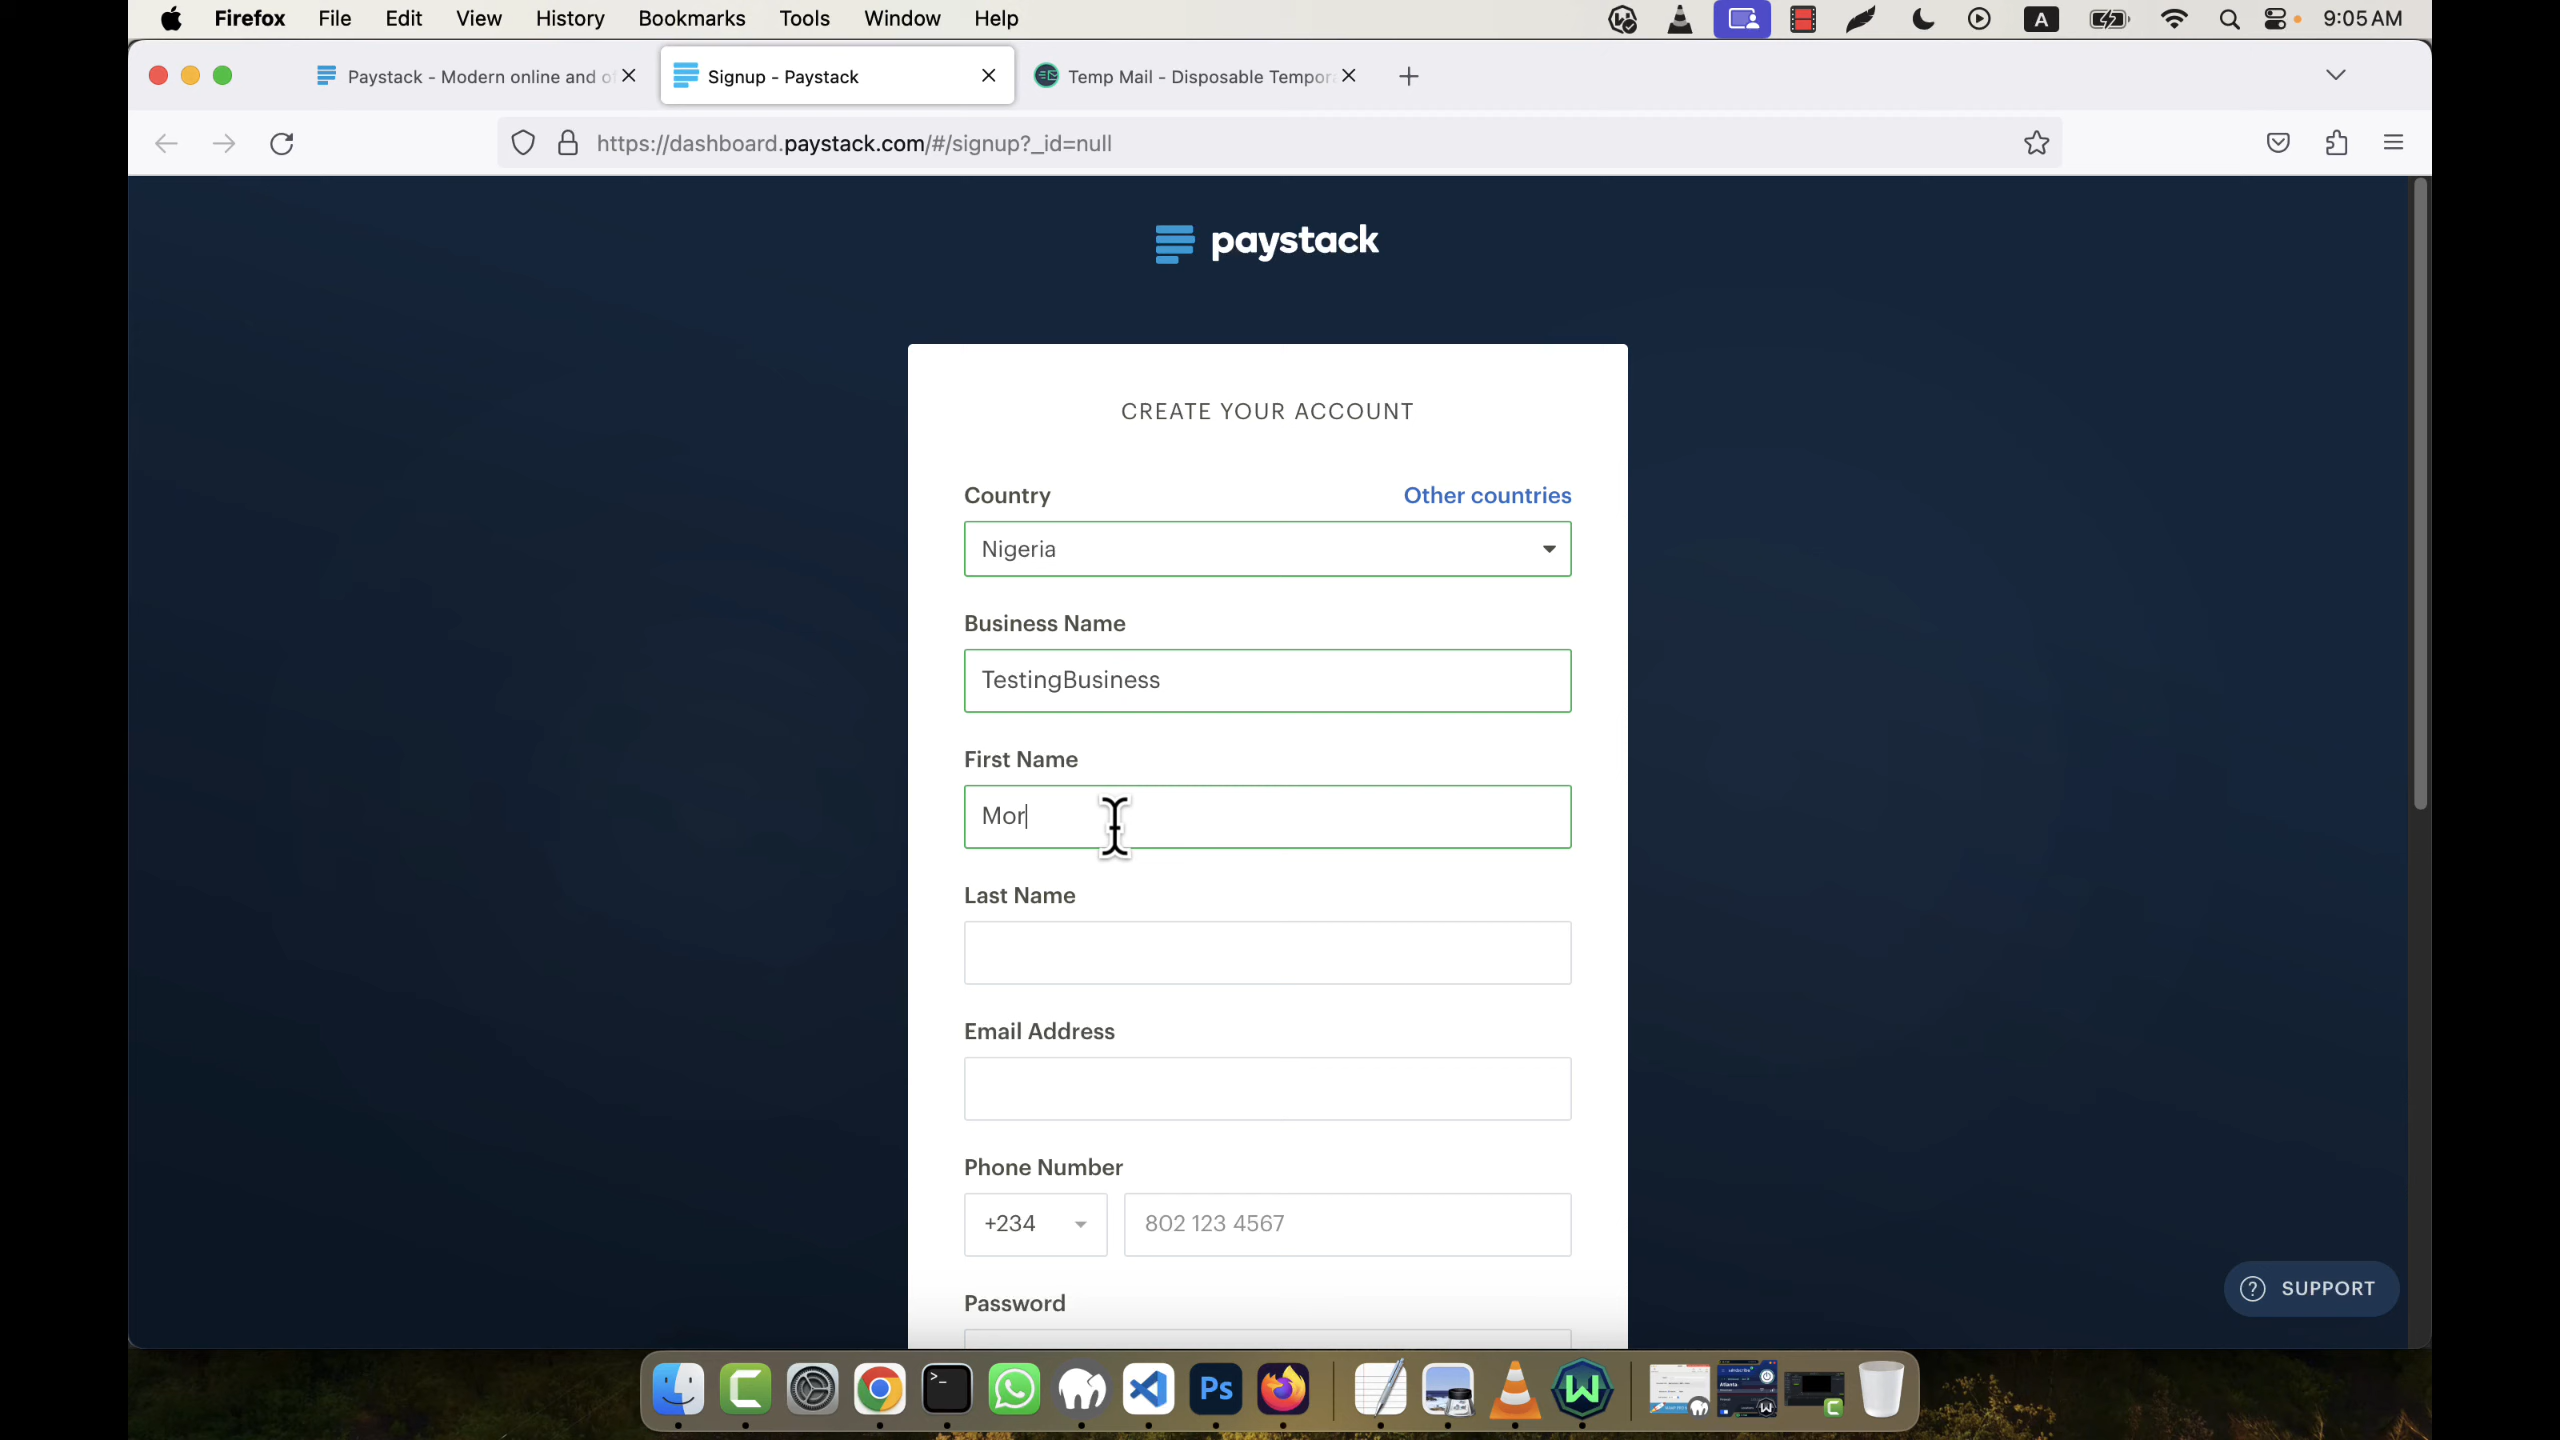 Firefox File Edit View History Bookmarks Tools Window Help A 9:05 AM
Paystack - Modern online and o Signup - Paystack Temp Mail - Disposable Tempor
https://dashboard.paystack.com/#/signup?_id=null
paystack
CREATE YOUR ACCOUNT
Country Other countries
Nigeria
Business Name
TestingBusiness
First Name
Mor
Last Name
Email Address
Phone Number
+234 802 123 4567
Password
? SUPPORT
Ps